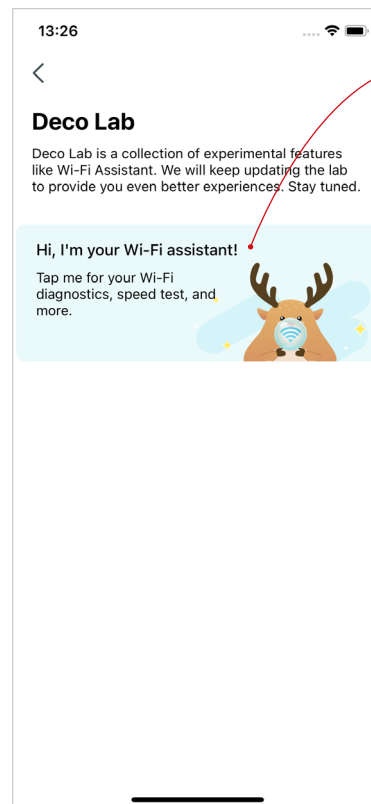 13:26
Deco Lab
Deco Lab is a collection of experimental features
like Wi-Fi Assistant. We will keep updating the lab
to provide you even better experiences. Stay tuned.
Hi, I'm your Wi-Fi assistant!
Tap me for your Wi-Fi
diagnostics, speed test, and
more.